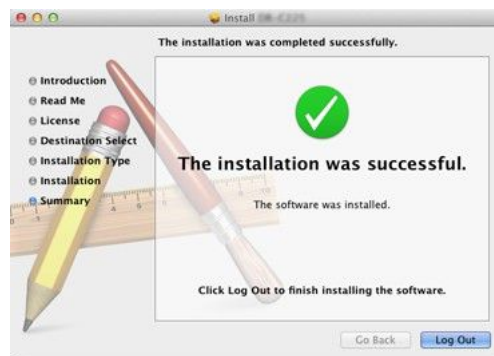 Install
The installation was completed successfully.
Introduction
Read Me
License
Destination Select
Installation Type
Installation
Summary
The installation was successful.
The software was installed.
Click Log Out to finish installing the software.
Go Back
Log Out